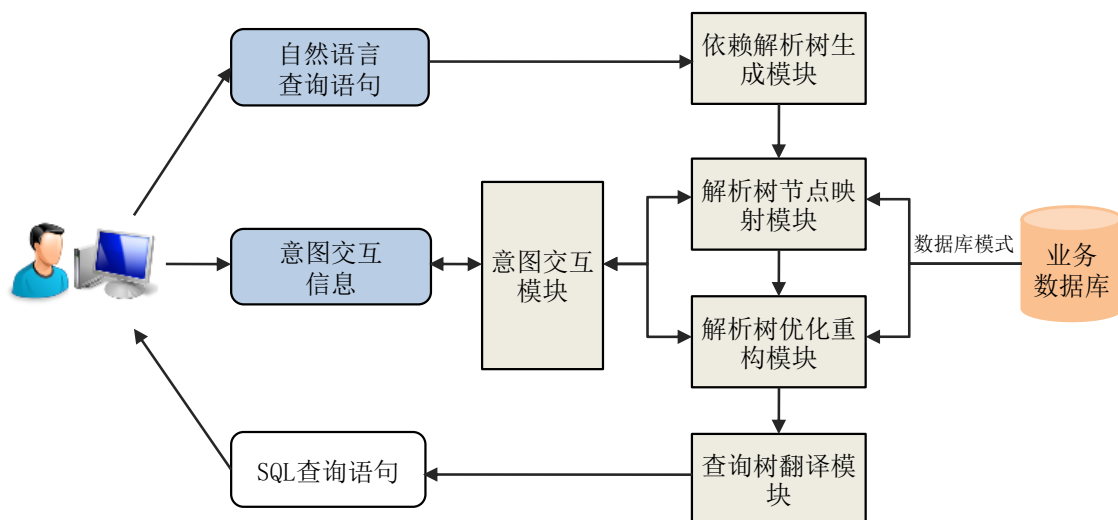 自然语言
查询语句
依赖解析树生
成模块
解析树节点映
射模块
意图交互
信息
意图交互
模块
数据库模式
业务
数据库
解析树优化重
构模块
SQL查询语句
查询树翻译模
块